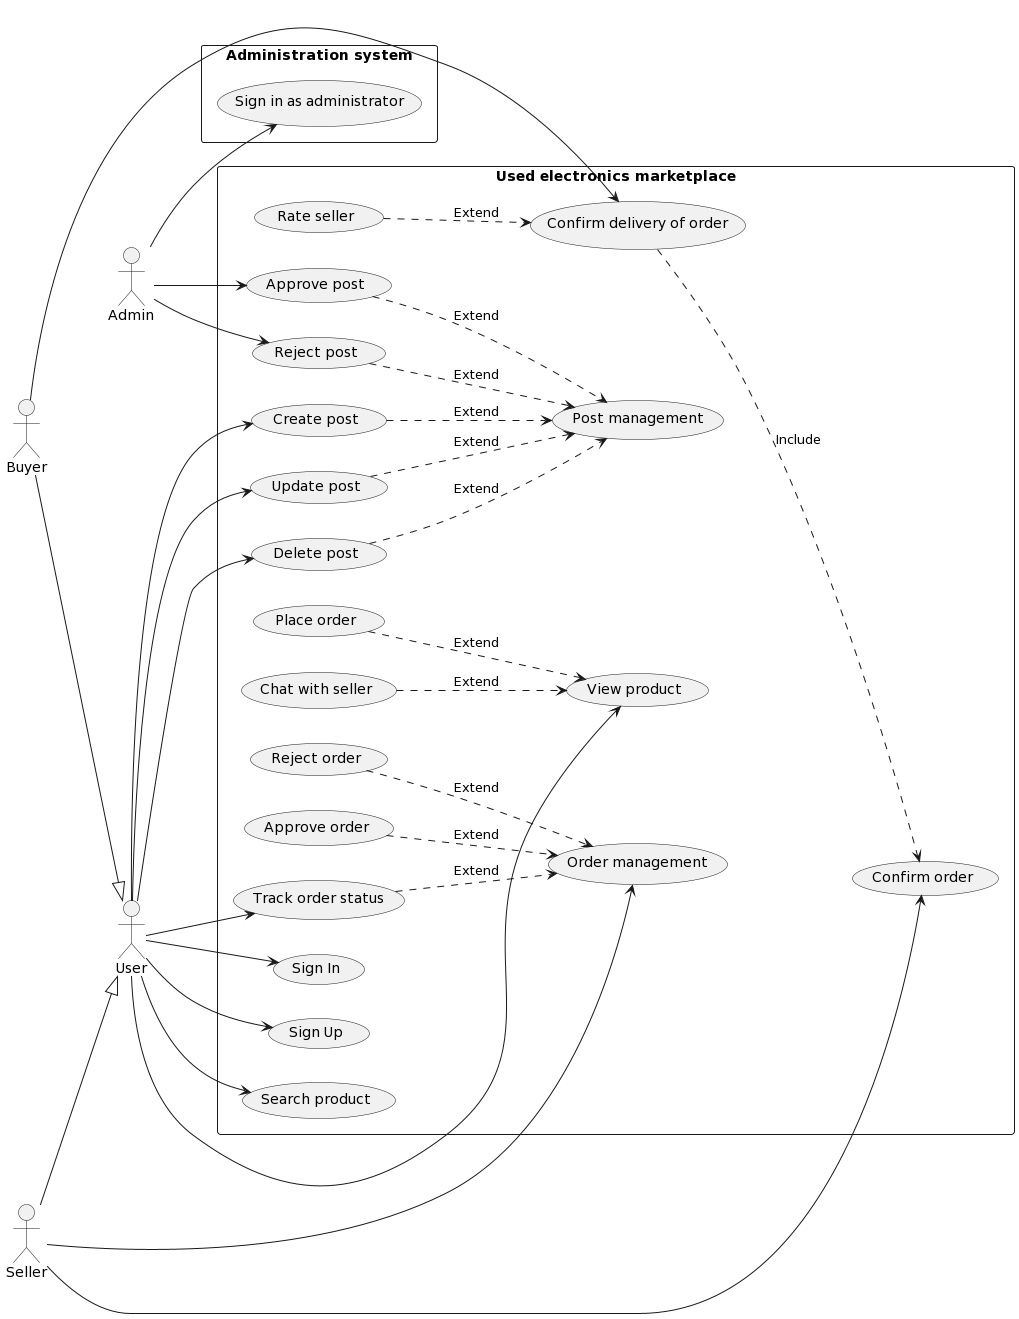 Administration system
Sign in as administrator
Used electronics marketplace
Rate seller
Extend
Confirm delivery of order
Admin
Approve post
Extend
Reject post
Extend
Buyer
Create post
Extend
Post management
Extend
Include
Update post
Extend
Delete post
Place order
Extend
Chat with seller
Extend
View product
Reject order
Extend
Approve order
Extend
Order management
Extend
Confirm order
Track order status
User
Sign In
Sign Up
Search product
Seller